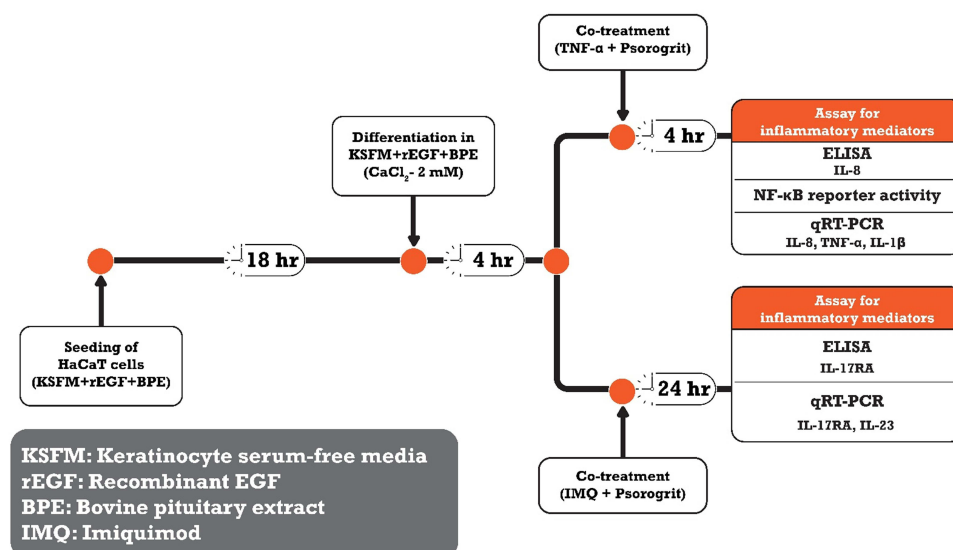 Seeding of
HaCaT cells
(KSFM+rEGF+BPE)
18 hr
Differentiation in
KSFM+rEGF+BPE
(CaCl₂- 2 mM)
4 hr
Co-treatment
(TNF-α + Psorogrit)
4 hr
Assay for
inflammatory mediators
ELISA
IL-8
NF-κB reporter activity
qRT-PCR
IL-8, TNF-α, IL-1β
Co-treatment
(IMQ + Psorogrit)
24 hr
Assay for
inflammatory mediators
ELISA
IL-17RA
qRT-PCR
IL-17RA, IL-23
KSFM: Keratinocyte serum-free media
rEGF: Recombinant EGF
BPE: Bovine pituitary extract
IMQ: Imiquimod